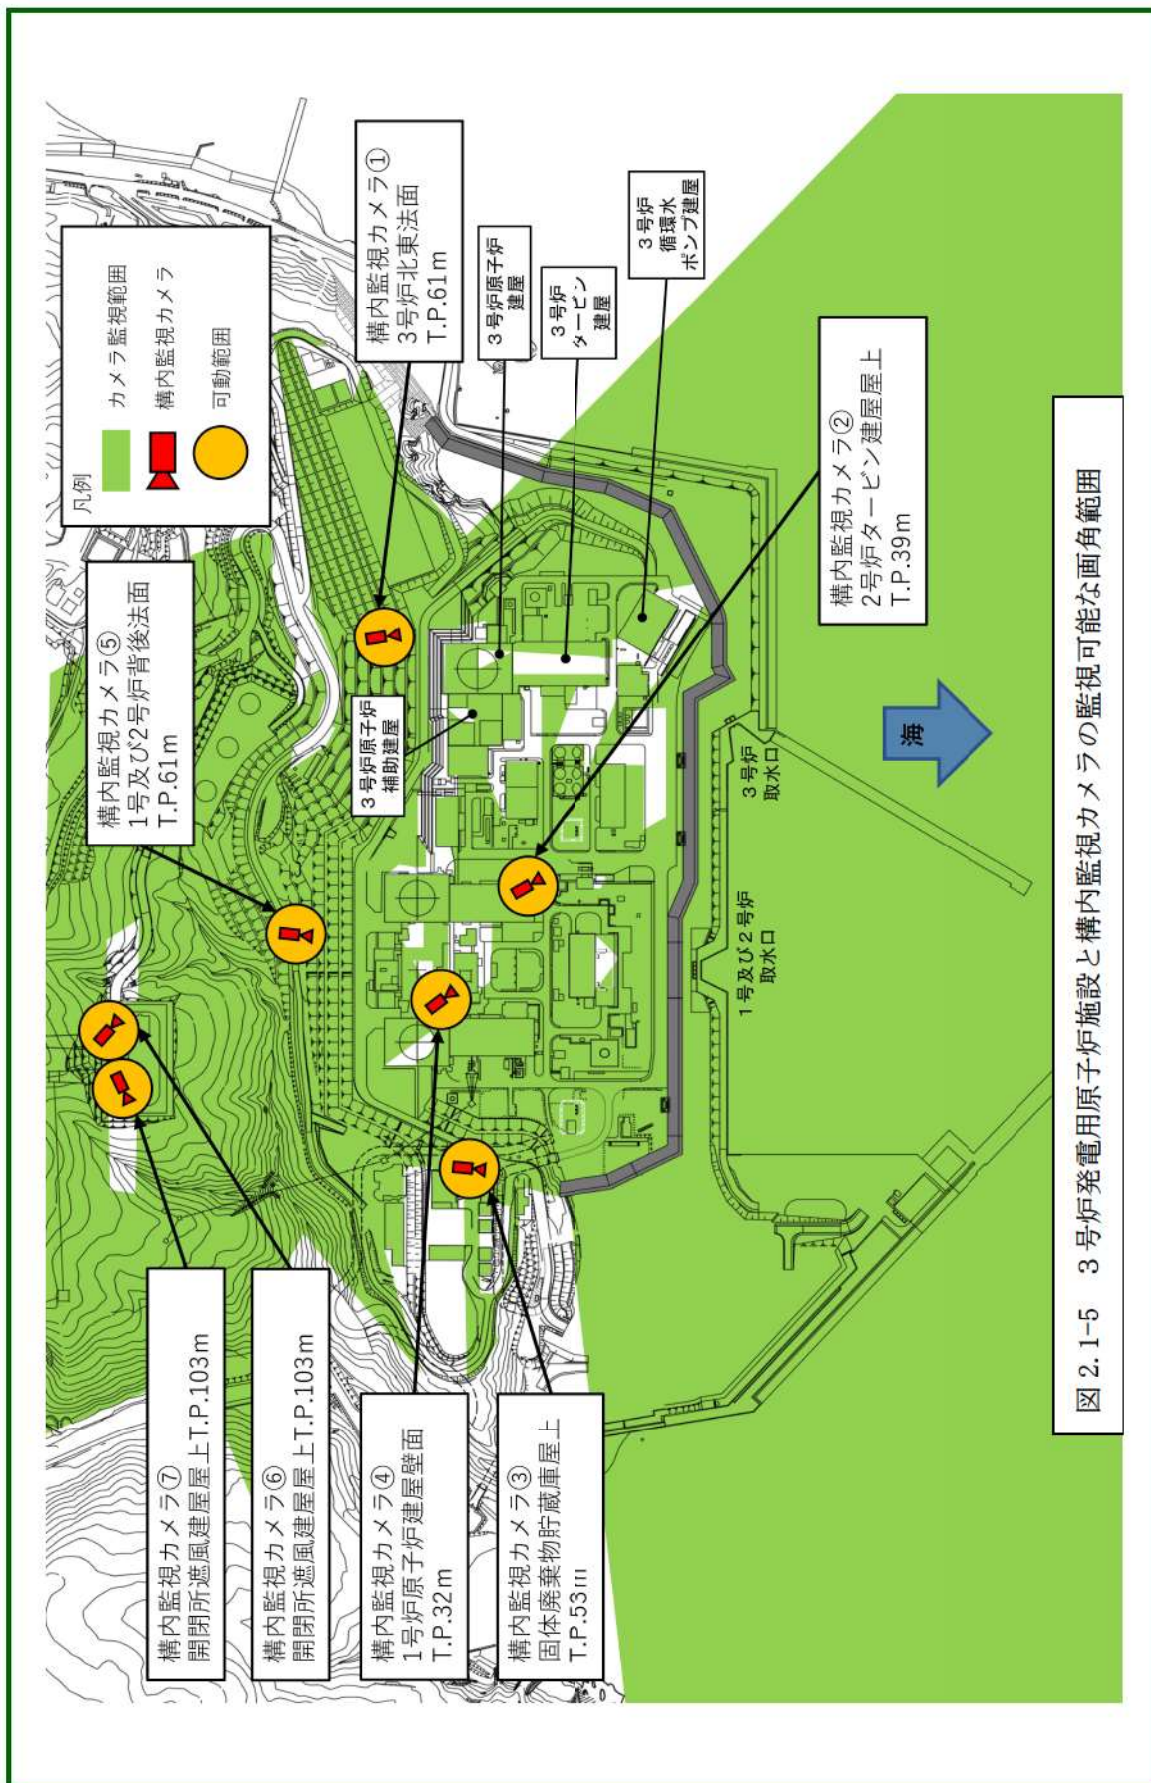 構内監視カメラ⑦
開閉所遮風建屋屋上T.P.103m
構内監視カメラ⑥
開閉所遮風建屋屋上T.P.103m
構内監視カメラ④
1号炉原子炉建屋壁面
T.P.32m
構内監視カメラ③
固体廃棄物貯蔵庫屋上
T.P.53m
構内監視カメラ⑤
1号及び2号炉背後法面
T.P.61m
凡例
カメラ監視範囲
構内監視カメラ
可動範囲
構内監視カメラ①
3号炉北東法面
T.P.61m
3号炉原子炉
建屋
3号炉
タービン
建屋
3号炉
循環水
ポンプ建屋
3号炉原子炉
補助建屋
構内監視カメラ②
2号炉タービン建屋屋上
T.P.39m
1号及び2号炉
取水口
3号炉
取水口
海
図 2.1-5 3号炉発電用原子炉施設と構内監視カメラの監視可能な画角範囲